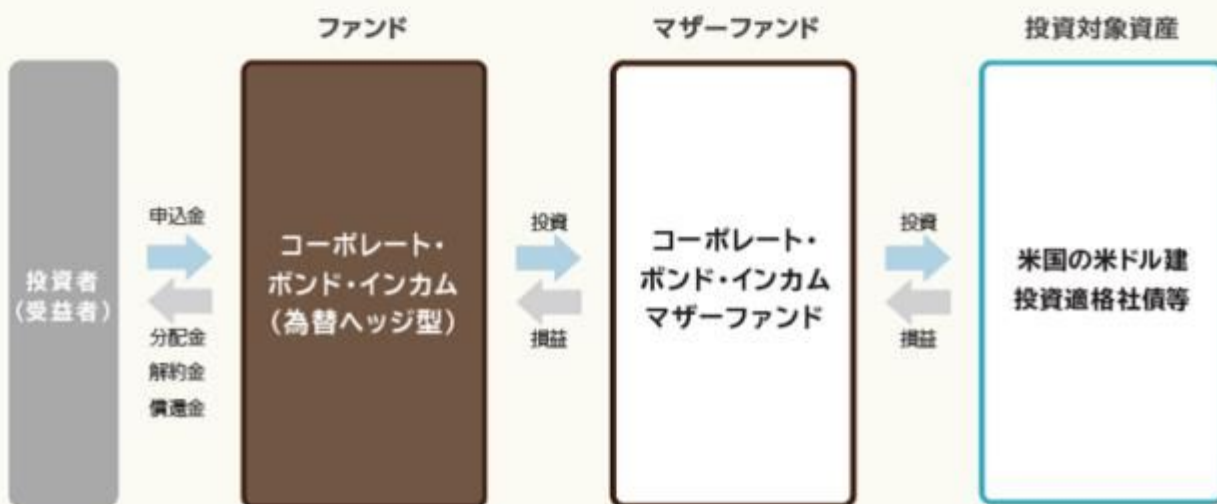 ファンド
マザーファンド
投資対象資産
投資者
(受益者)
申込金
分配金
解約金
償還金
コーポレート・
ボンド・インカム
(為替ヘッジ型)
投資
損益
コーポレート・
ボンド・インカム
マザーファンド
投資
損益
米国の米ドル建
投資適格社債等